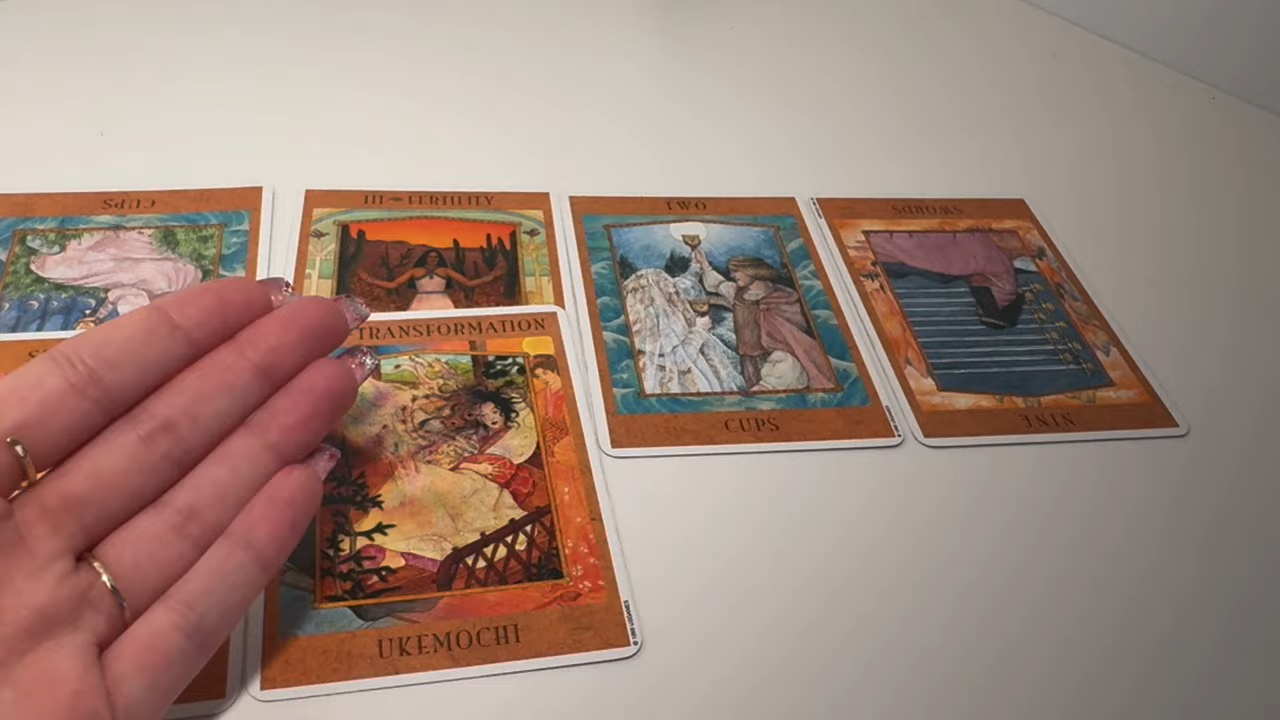 CUPS
III FERTILITY
TWO
CUPS
SWORDS
NINE
TRANSFORMATION
UKEMOCHI